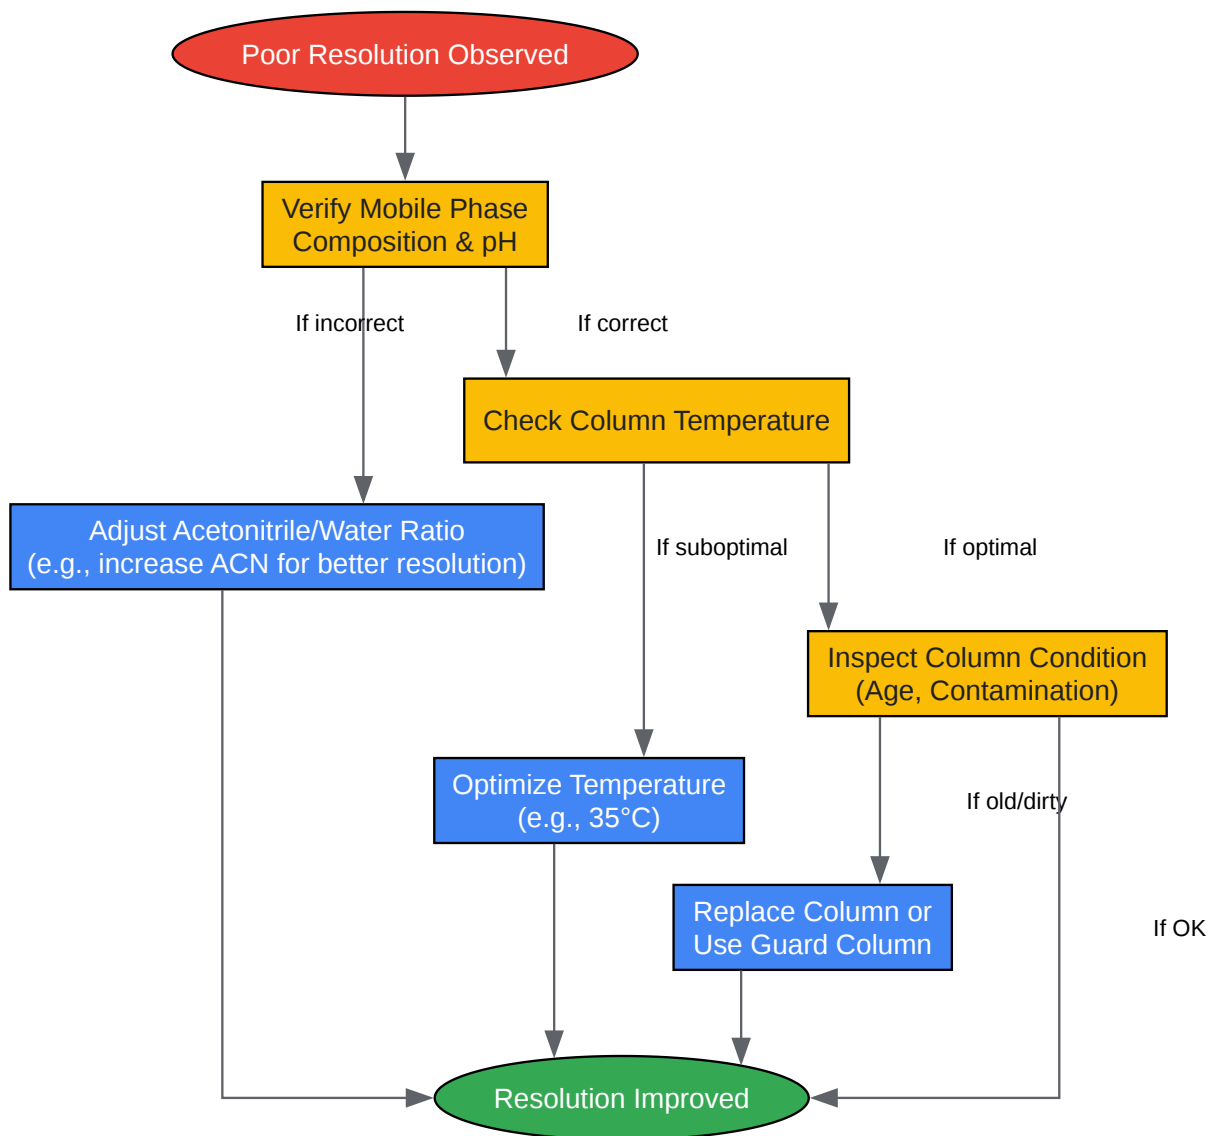 Poor Resolution Observed
Verify Mobile Phase
Composition & pH
If incorrect
If correct
Check Column Temperature
Adjust Acetonitrile/Water Ratio
(e.g., increase ACN for better resolution)
If suboptimal
If optimal
Inspect Column Condition
(Age, Contamination)
Optimize Temperature
(e.g., 35°C)
If old/dirty
Replace Column or
Use Guard Column
If OK
Resolution Improved